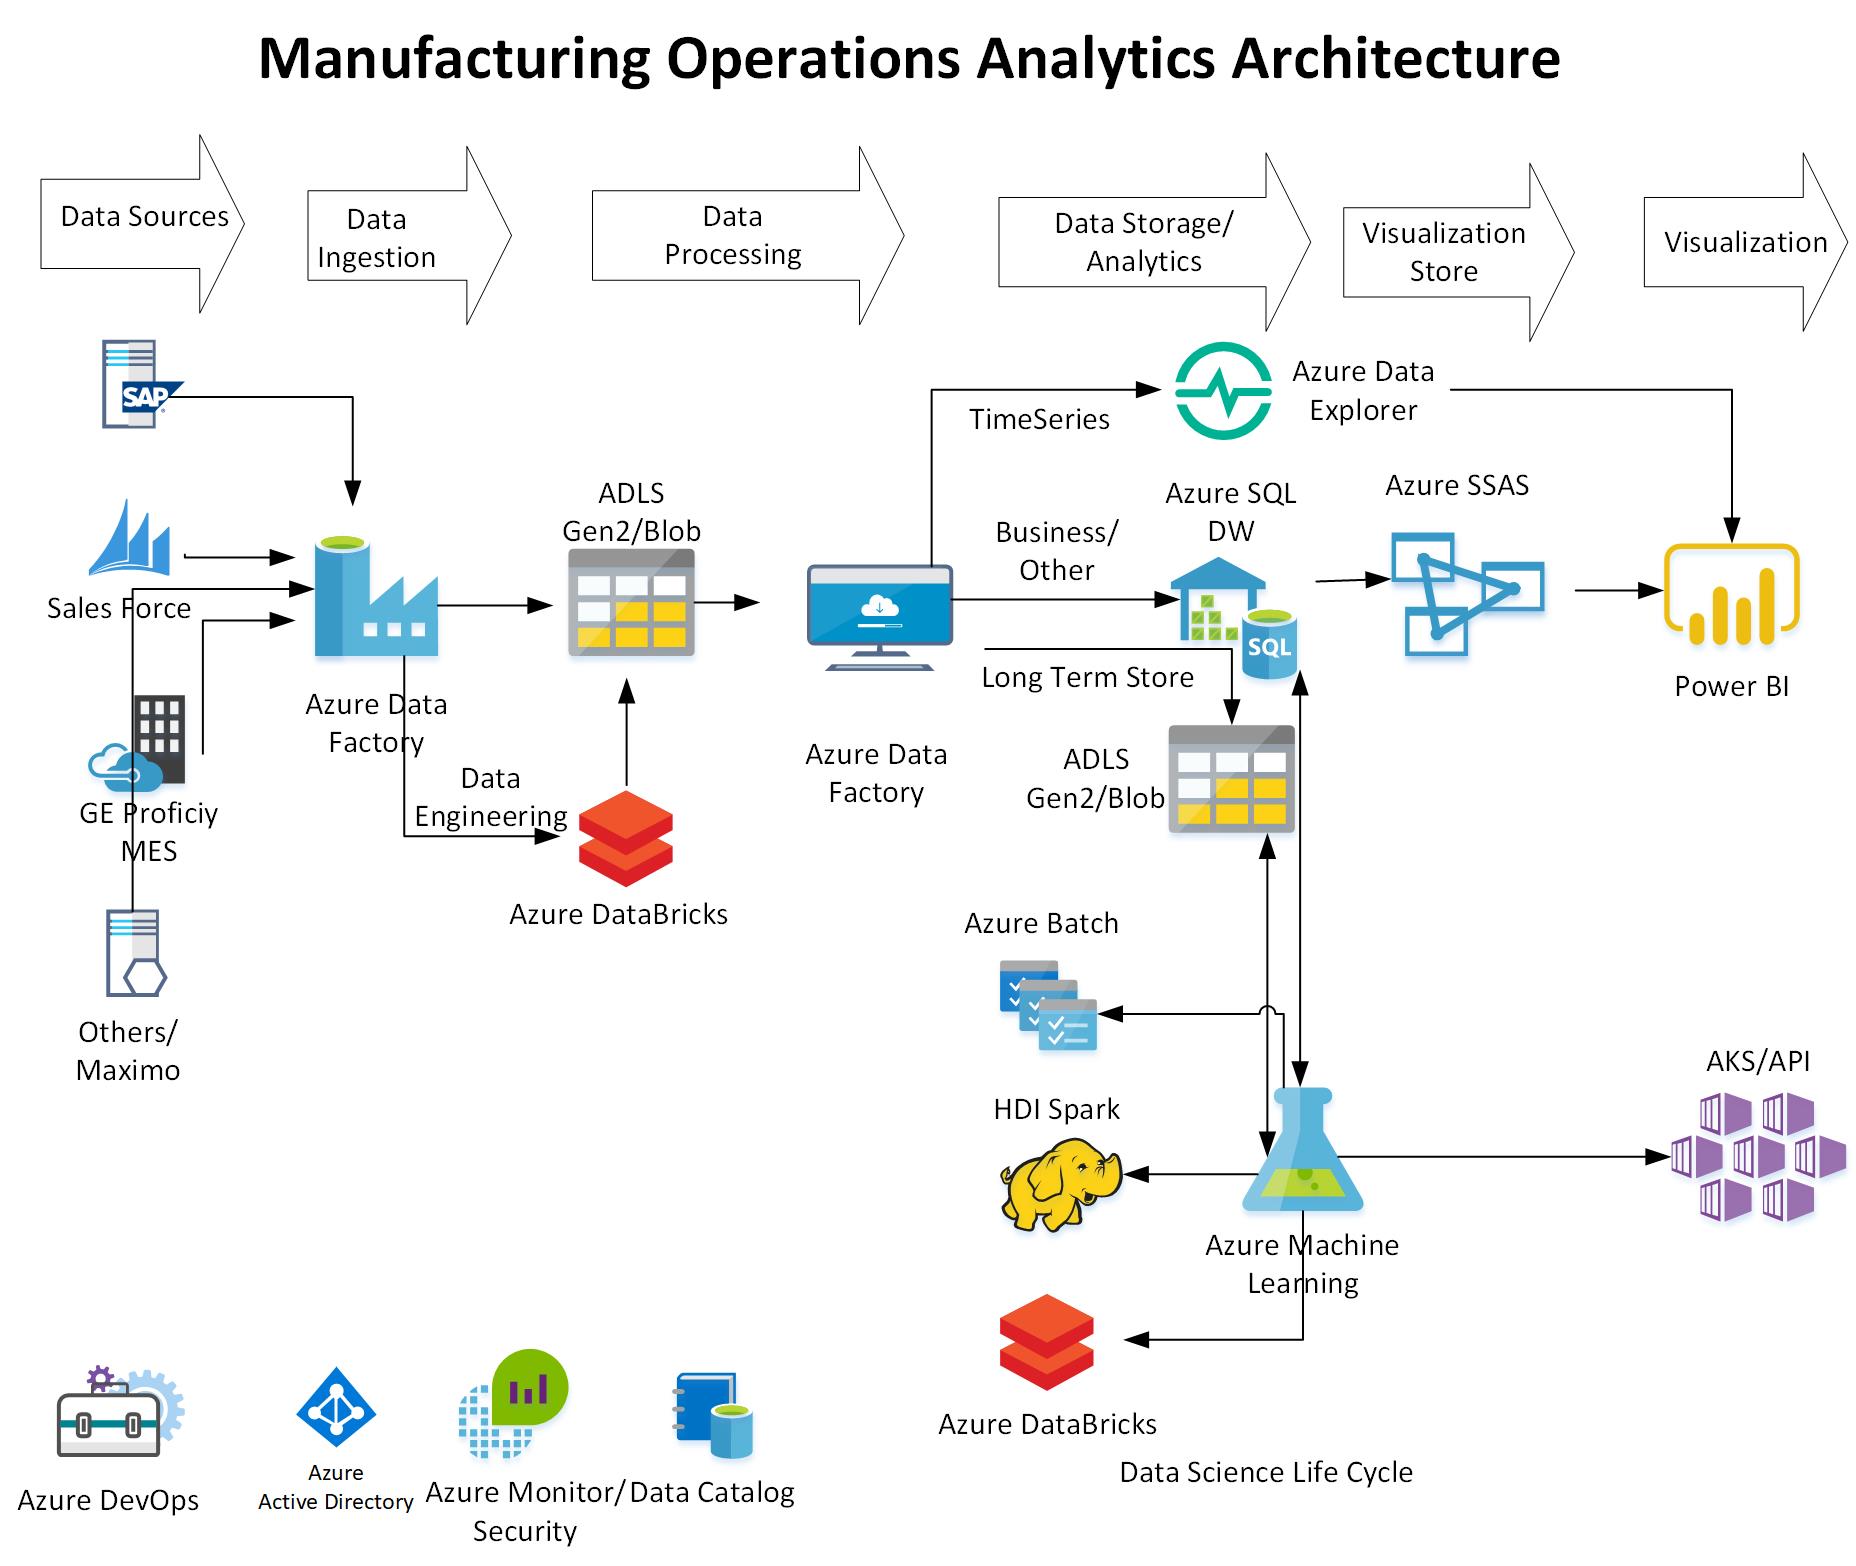 Manufacturing Operations Analytics Architecture
Data Sources
Data
Ingestion
Data
Processing
Data Storage/
Analytics
Visualization
Store
Visualization
SAP
Sales Force
GE Proficiy
MES
Others/
Maximo
Azure Data
Factory
Data
Engineering
ADLS
Gen2/Blob
Azure DataBricks
Azure Data
Factory
TimeSeries
Business/
Other
Long Term Store
Azure Data
Explorer
Azure SQL
DW
SQL
Azure SSAS
Power BI
ADLS
Gen2/Blob
Azure Batch
HDI Spark
Azure Machine
Learning
AKS/API
Azure DataBricks
Data Science Life Cycle
Azure DevOps
Azure
Active Directory
Azure Monitor/
Security
Data Catalog